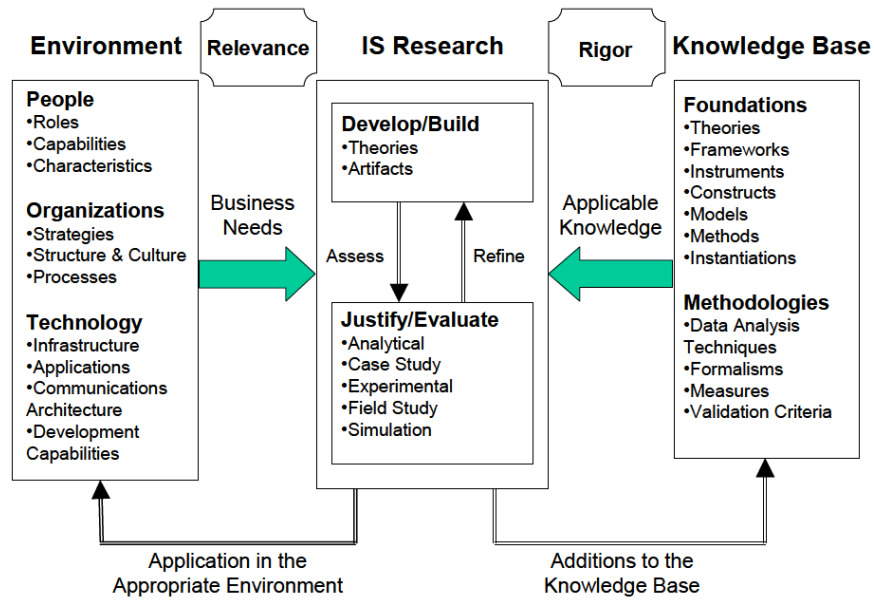 Environment
Relevance
IS Research
Rigor
Knowledge Base
People
•Roles
•Capabilities
•Characteristics
Organizations
•Strategies
•Structure & Culture
•Processes
Technology
•Infrastructure
•Applications
•Communications
Architecture
•Development
Capabilities
Business
Needs
Develop/Build
•Theories
•Artifacts
Assess
Refine
Justify/Evaluate
•Analytical
•Case Study
•Experimental
•Field Study
•Simulation
Applicable
Knowledge
Foundations
•Theories
•Frameworks
•Instruments
•Constructs
•Models
•Methods
•Instantiations
Methodologies
•Data Analysis
Techniques
•Formalisms
•Measures
•Validation Criteria
Application in the
Appropriate Environment
Additions to the
Knowledge Base